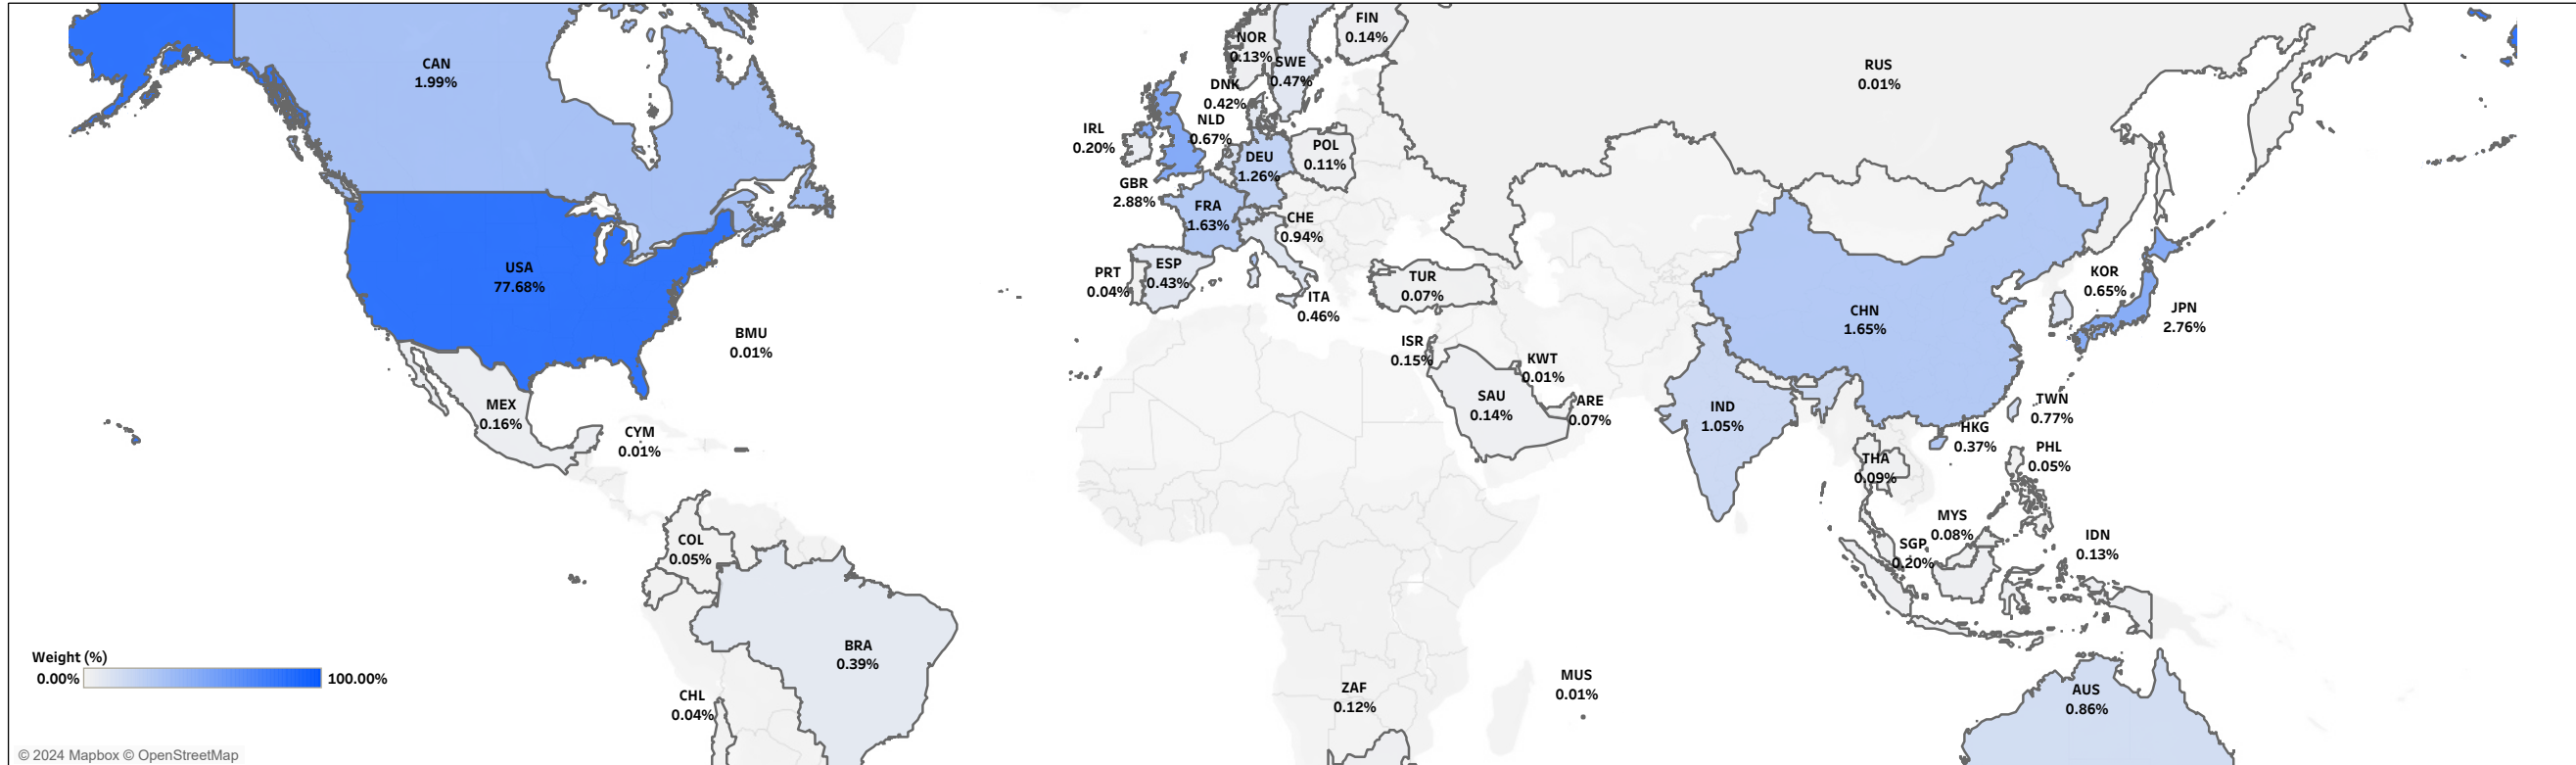 CAN
1.99%
USA
77.68%
MEX
0.16%
BMU
0.01%
CYM
0.01%
COL
0.05%
BRA
0.39%
CHL
0.04%
FIN
0.14%
NOR
0.13%
SWE
0.47%
DNK
0.42%
NLD
0.67%
IRL
0.20%
GBR
2.88%
DEU
1.26%
POL
0.11%
FRA
1.63%
CHE
0.94%
PRT
0.04%
ESP
0.43%
ITA
0.46%
TUR
0.07%
ISR
0.15%
KWT
0.01%
SAU
0.14%
ARE
0.07%
ZAF
0.12%
MUS
0.01%
RUS
0.01%
CHN
1.65%
IND
1.05%
KOR
0.65%
JPN
2.76%
TWN
0.77%
HKG
0.37%
PHL
0.05%
THA
0.09%
MYS
0.08%
SGP
0.20%
IDN
0.13%
AUS
0.86%
Weight (%)
0.00% 100.00%
© 2024 Mapbox © OpenStreetMap